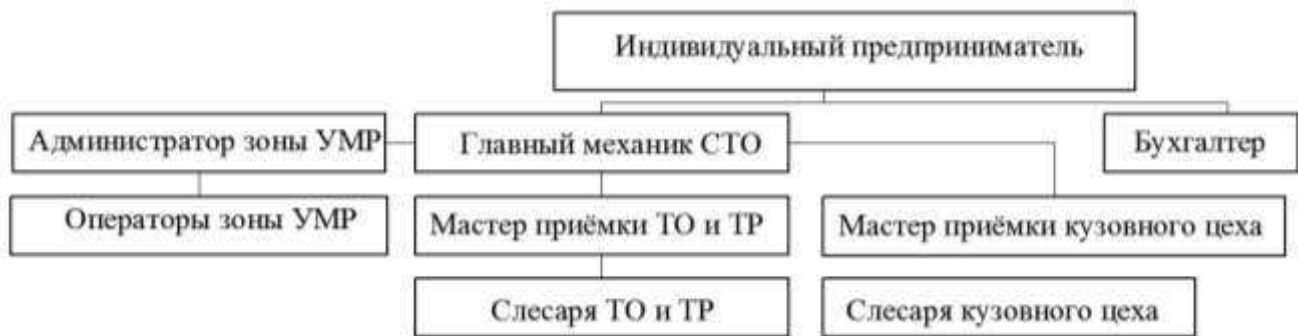 Индивидуальный предприниматель
Администратор зоны УМР
Главный механик СТО
Бухгалтер
Операторы зоны УМР
Мастер приёмки ТО и ТР
Мастер приёмки кузовного цеха
Слесаря ТО и ТР
Слесаря кузовного цеха